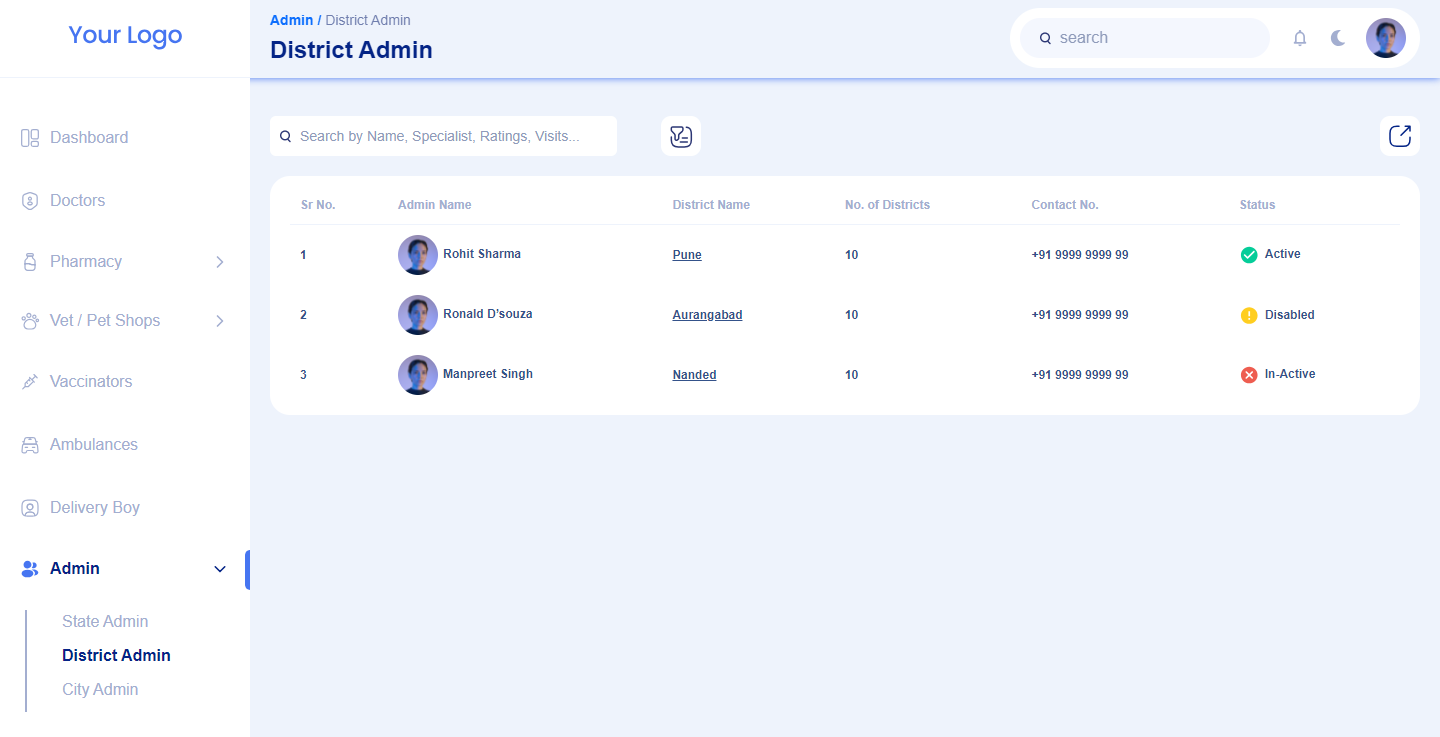 Your Logo
Admin / District Admin
District Admin
search
Dashboard
Doctors
Pharmacy
Vet / Pet Shops
Vaccinators
Ambulances
Delivery Boy
Admin
State Admin
District Admin
City Admin
Search by Name, Specialist, Ratings, Visits...
Sr No. Admin Name District Name No. of Districts Contact No. Status
1 Rohit Sharma Pune 10 +91 9999 9999 99 Active
2 Ronald D'souza Aurangabad 10 +91 9999 9999 99 Disabled
3 Manpreet Singh Nanded 10 +91 9999 9999 99 In-Active